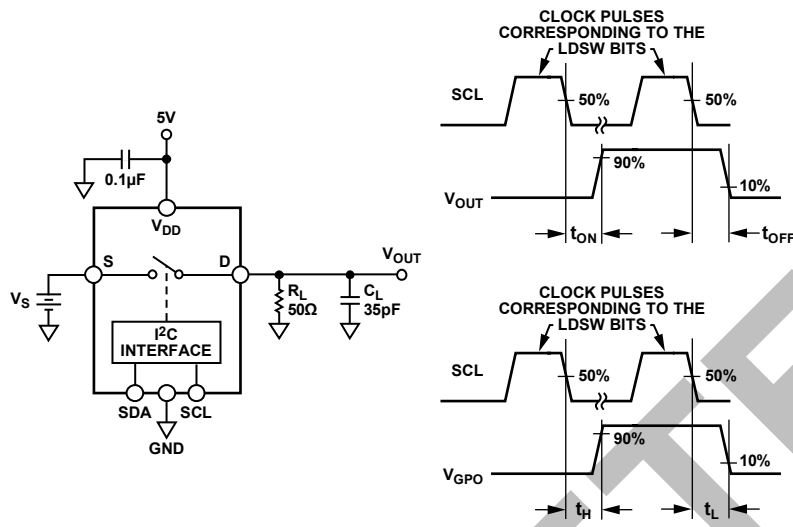 5V
0.1µF
VDD
S
D
VOUT
VS
RL
50Ω
CL
35pF
I2C
INTERFACE
SDA
SCL
GND
CLOCK PULSES
CORRESPONDING TO THE
LDSW BITS
SCL
50%
50%
90%
10%
VOUT
tON
tOFF
CLOCK PULSES
CORRESPONDING TO THE
LDSW BITS
SCL
50%
50%
90%
10%
VGPO
tH
tL